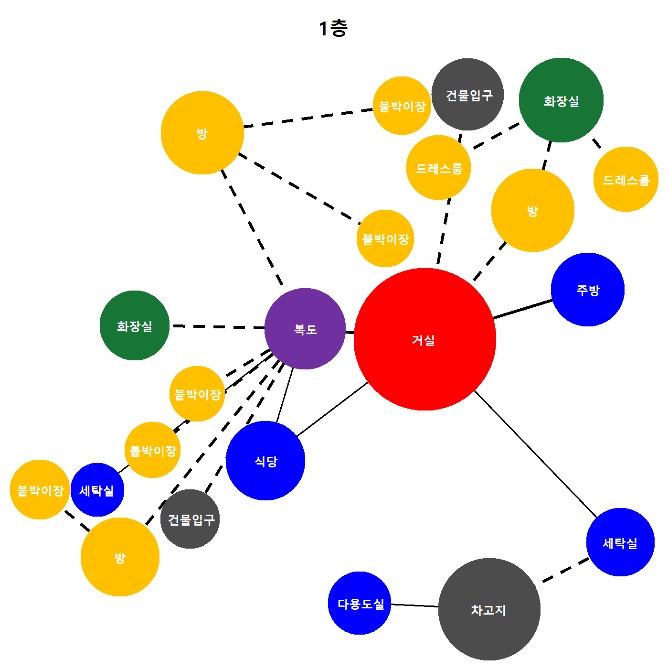 1층
건물입구
화장실
붙박이장
방
드레스룸
드레스룸
방
붙박이장
주방
화장실
복도
거실
붙박이장
붙박이장
식당
붙박이장
세탁실
건물입구
세탁실
방
다용도실
차고지